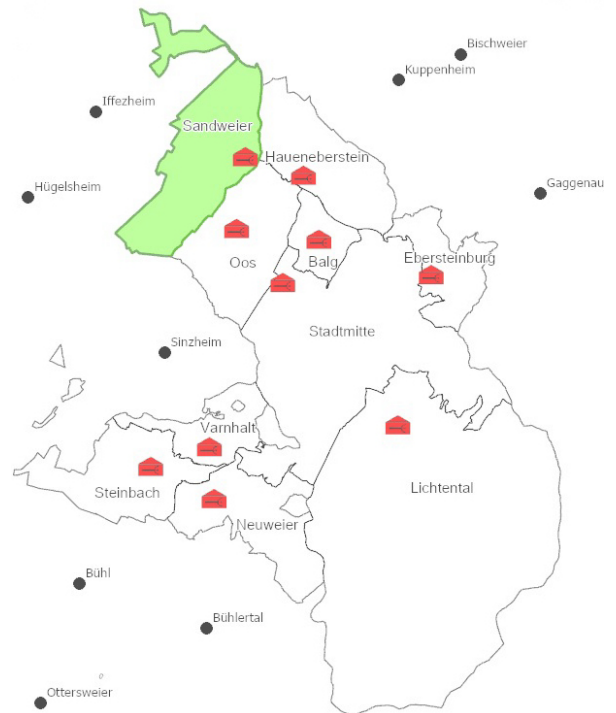 Bischweier
Kuppenheim
Iffezheim
Sandweier
Haueneberstein
Hügelsheim
Gaggenau
Oos
Balg
Ebersteinburg
Stadtmitte
Sinzheim
Varnhalt
Steinbach
Lichtental
Neuweier
Bühl
Bühlertal
Ottersweier